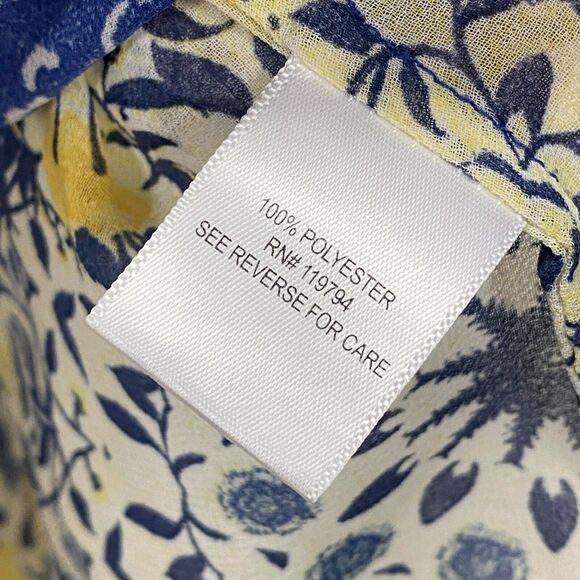 100% POLYESTER
RN# 119794
SEE REVERSE FOR CARE